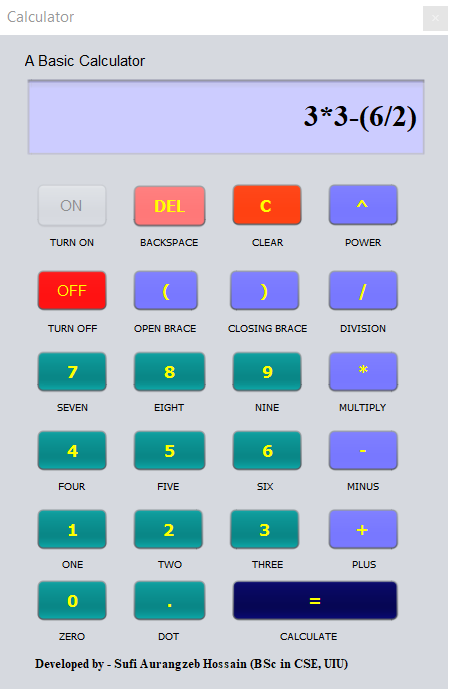 Calculator ×
A Basic Calculator
3*3-(6/2)
ON DEL C ^
TURN ON BACKSPACE CLEAR POWER
OFF ( ) /
TURN OFF OPEN BRACE CLOSING BRACE DIVISION
7 8 9 *
SEVEN EIGHT NINE MULTIPLY
4 5 6 -
FOUR FIVE SIX MINUS
1 2 3 +
ONE TWO THREE PLUS
0 . =
ZERO DOT CALCULATE
Developed by - Sufi Aurangzeb Hossain (BSc in CSE, UIU)